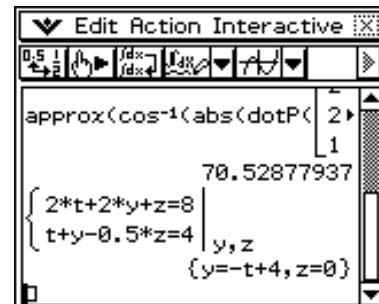 Edit Action Interactive
approx(cos⁻¹(abs(dotP([2
1
70.52877937
{2*t+2*y+z=8
t+y-0.5*z=4|y,z
{y=-t+4,z=0}